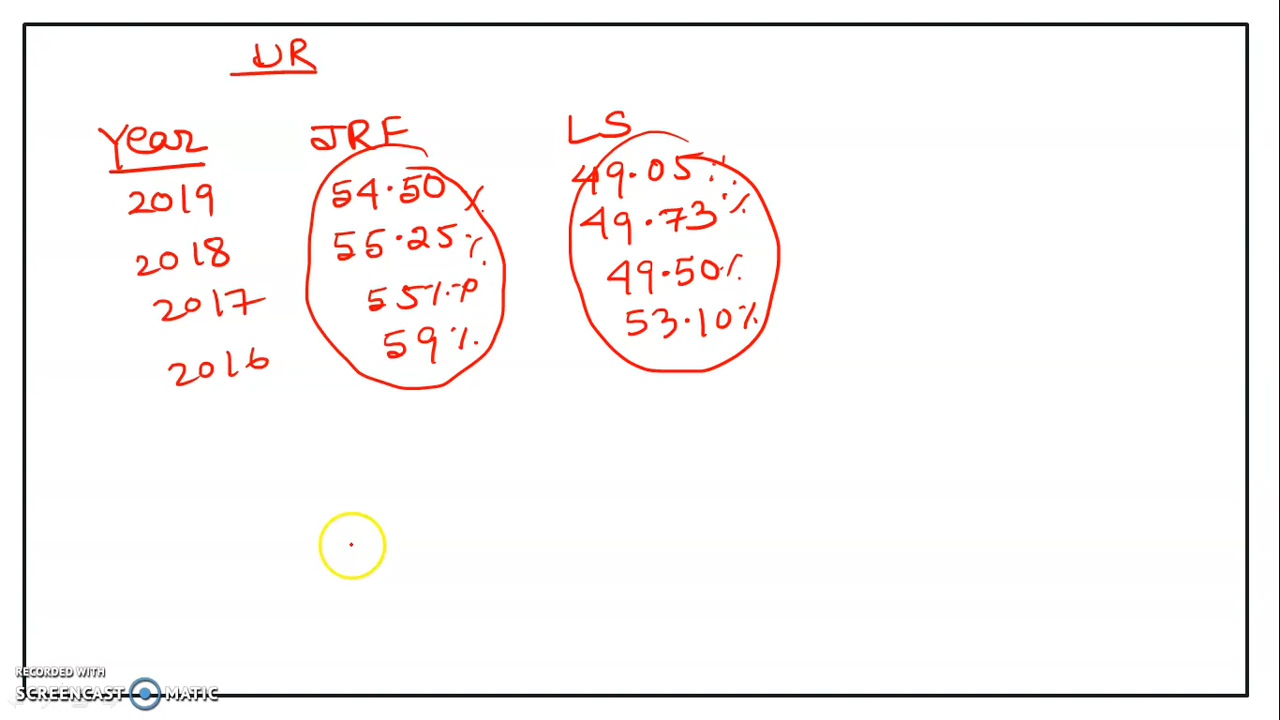 UR
Year JRF LS
2019 54.50 % 49.05 %
2018 55.25 % 49.73 %
2017 55 % 49.50 %
2016 59 % 53.10 %
RECORDED WITH
SCREENCAST MATIC